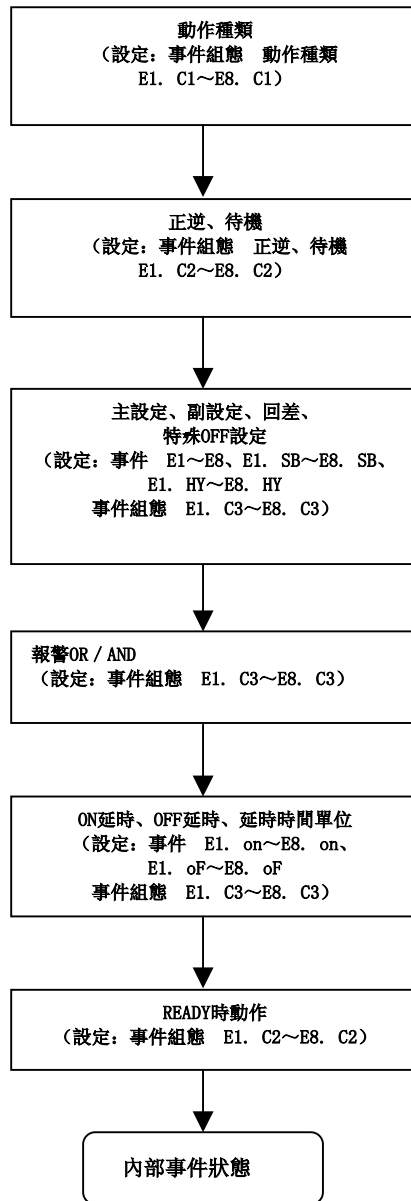 動作種類
（設定：事件組態　動作種類
E1. C1～E8. C1）
正逆、待機
（設定：事件組態　正逆、待機
E1. C2～E8. C2）
主設定、副設定、回差、
特殊OFF設定
（設定：事件　E1～E8、E1. SB～E8. SB、
E1. HY～E8. HY
事件組態　E1. C3～E8. C3）
報警OR／AND
（設定：事件組態　E1. C3～E8. C3）
ON延時、OFF延時、延時時間單位
（設定：事件　E1. on～E8. on、
E1. oF～E8. oF
事件組態　E1. C3～E8. C3）
READY時動作
（設定：事件組態　E1. C2～E8. C2）
內部事件狀態